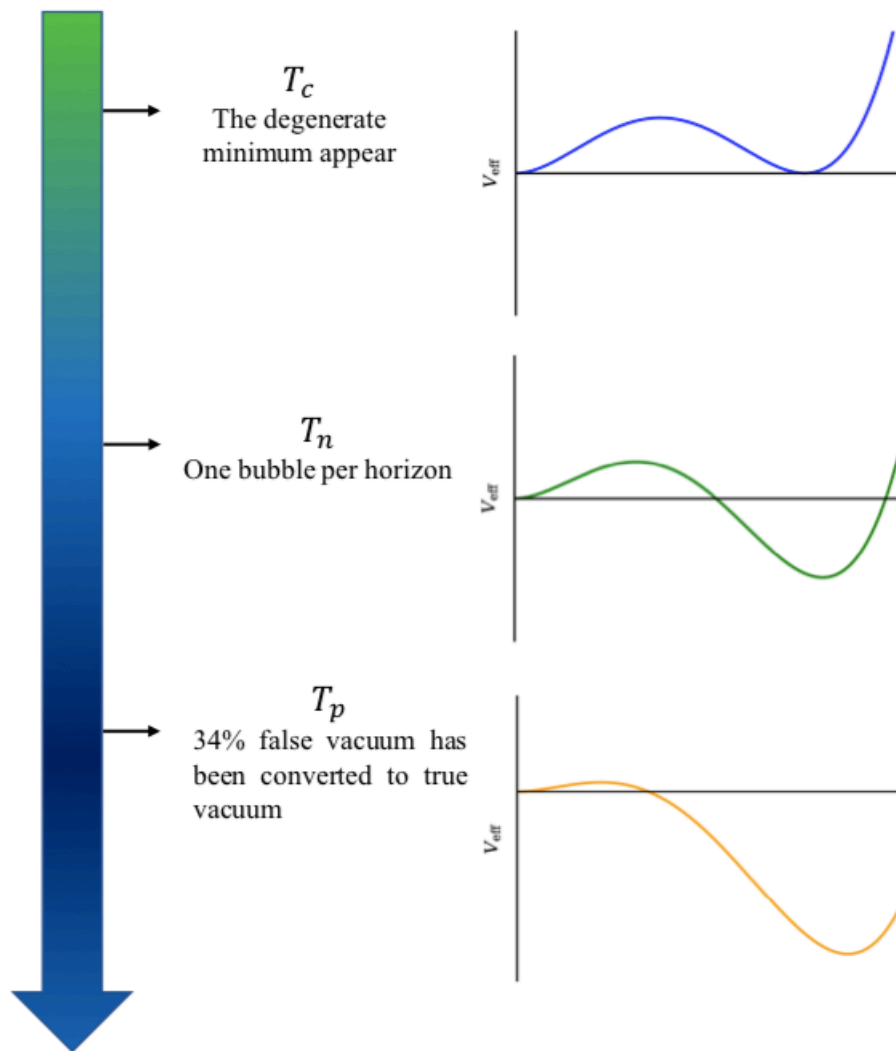 T_c
The degenerate
minimum appear
V_eff
T_n
One bubble per horizon
V_eff
T_p
34% false vacuum has
been converted to true
vacuum
V_eff